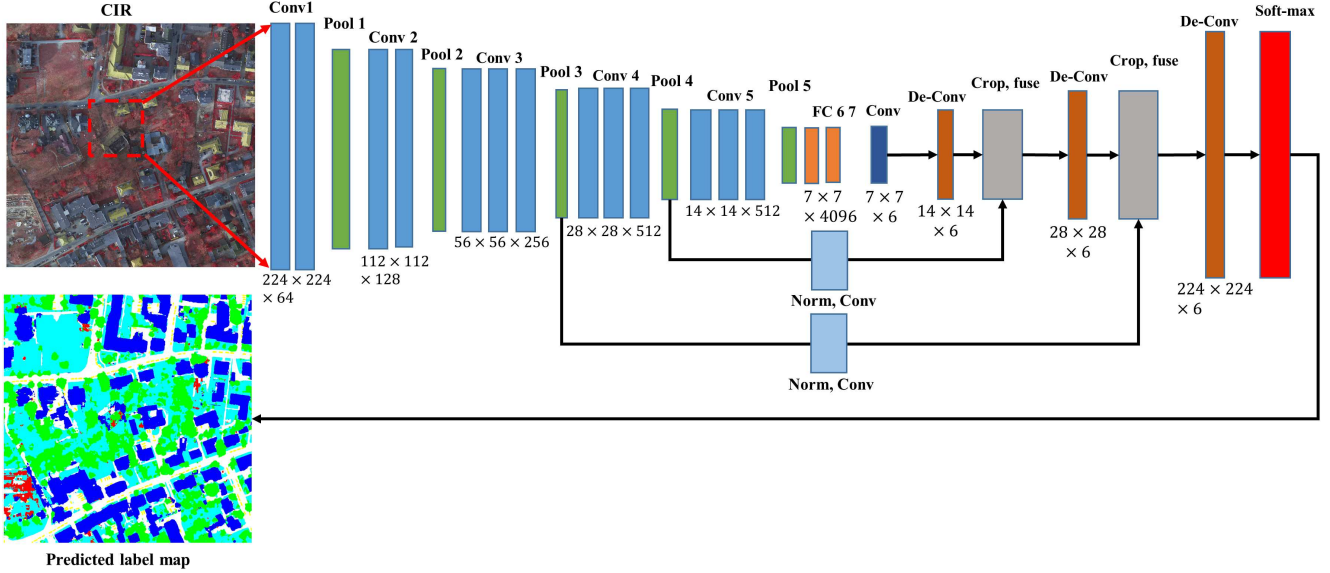 CIR
Conv1
Pool 1
Conv 2
Pool 2
Conv 3
Pool 3
Conv 4
Pool 4
Conv 5
Pool 5
FC 6 7
Conv
De-Conv
Crop, fuse
De-Conv
Crop, fuse
De-Conv
Soft-max
224 × 224
× 64
112 × 112
× 128
56 × 56 × 256
28 × 28 × 512
14 × 14 × 512
7 × 7
× 4096
7 × 7
× 6
14 × 14
× 6
28 × 28
× 6
224 × 224
× 6
Norm, Conv
Norm, Conv
Predicted label map